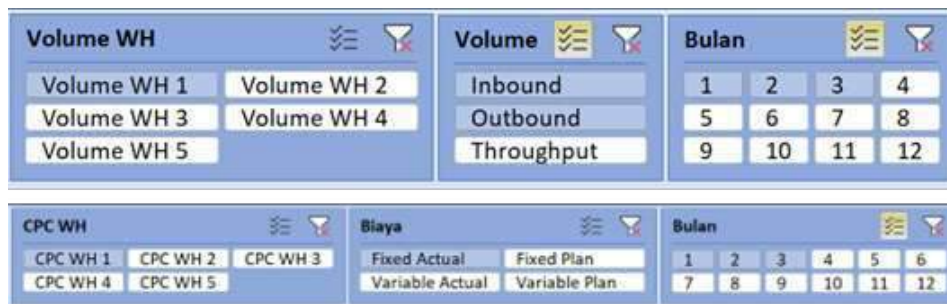 Volume WH
Volume WH 1 Volume WH 2
Volume WH 3 Volume WH 4
Volume WH 5
Volume
Inbound
Outbound
Throughput
Bulan
1 2 3 4
5 6 7 8
9 10 11 12
CPC WH
CPC WH 1 CPC WH 2 CPC WH 3
CPC WH 4 CPC WH 5
Biaya
Fixed Actual Fixed Plan
Variable Actual Variable Plan
Bulan
1 2 3 4 5 6
7 8 9 10 11 12